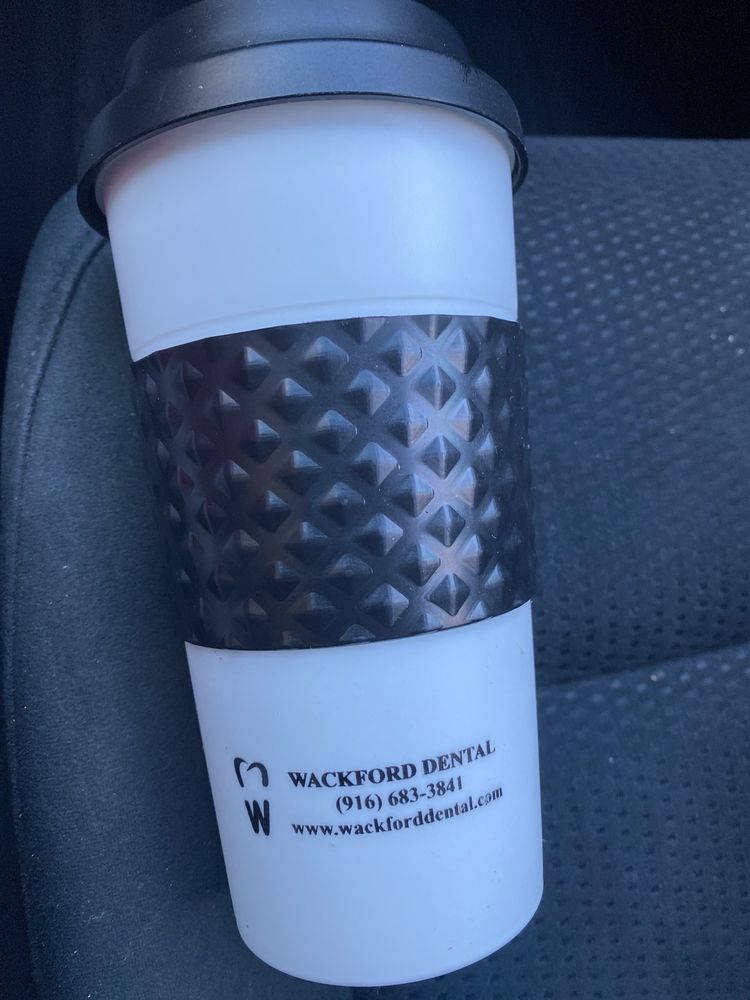 WACKFORD DENTAL
(916) 683-3841
W
www.wackforddental.com